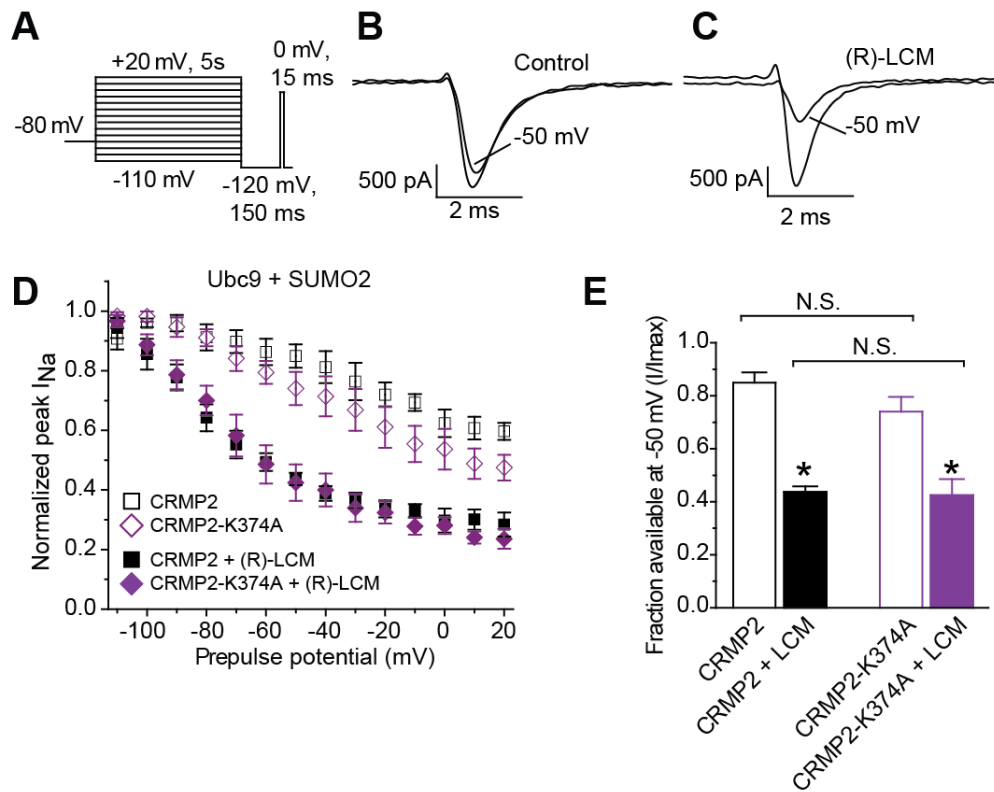 A
+20 mV, 5s
0 mV,
15 ms
-80 mV
-110 mV
-120 mV,
150 ms
B
Control
-50 mV
500 pA
2 ms
C
(R)-LCM
-50 mV
500 pA
2 ms
D
Ubc9 + SUMO2
Normalized peak INa
1.0
0.8
0.6
0.4
0.2
0.0
CRMP2
CRMP2-K374A
CRMP2 + (R)-LCM
CRMP2-K374A + (R)-LCM
-100 -80 -60 -40 -20 0 20
Prepulse potential (mV)
E
N.S.
N.S.
Fraction available at -50 mV (I/Imax)
1.0
0.8
0.6
0.4
0.2
0.0
* *
CRMP2
CRMP2 + LCM
CRMP2-K374A
CRMP2-K374A + LCM